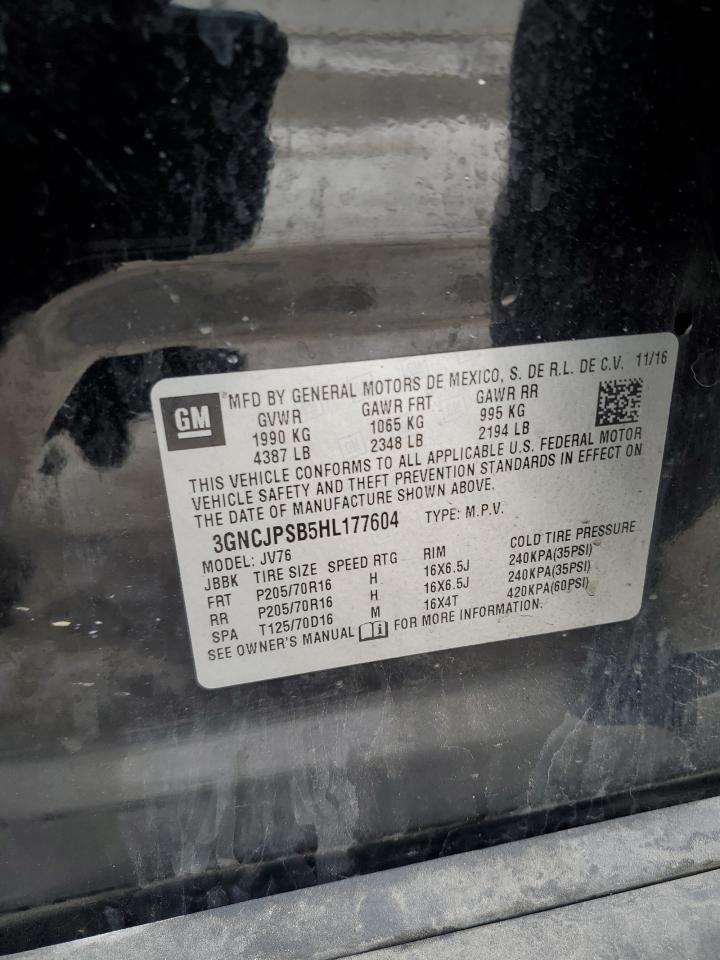 GM
MFD BY GENERAL MOTORS DE MEXICO, S. DE R.L. DE C.V. 11/16
GVWR GAWR FRT GAWR RR
1990 KG 1065 KG 995 KG
4387 LB 2348 LB 2194 LB
THIS VEHICLE CONFORMS TO ALL APPLICABLE U.S. FEDERAL MOTOR
VEHICLE SAFETY AND THEFT PREVENTION STANDARDS IN EFFECT ON
THE DATE OF MANUFACTURE SHOWN ABOVE.
3GNCJPSB5HL177604 TYPE: M.P.V.
MODEL: JV76
JBBK TIRE SIZE SPEED RTG RIM COLD TIRE PRESSURE
FRT P205/70R16 H 16X6.5J 240KPA(35PSI)
RR P205/70R16 H 16X6.5J 240KPA(35PSI)
SPA T125/70D16 M 16X4T 420KPA(60PSI)
SEE OWNER'S MANUAL FOR MORE INFORMATION.